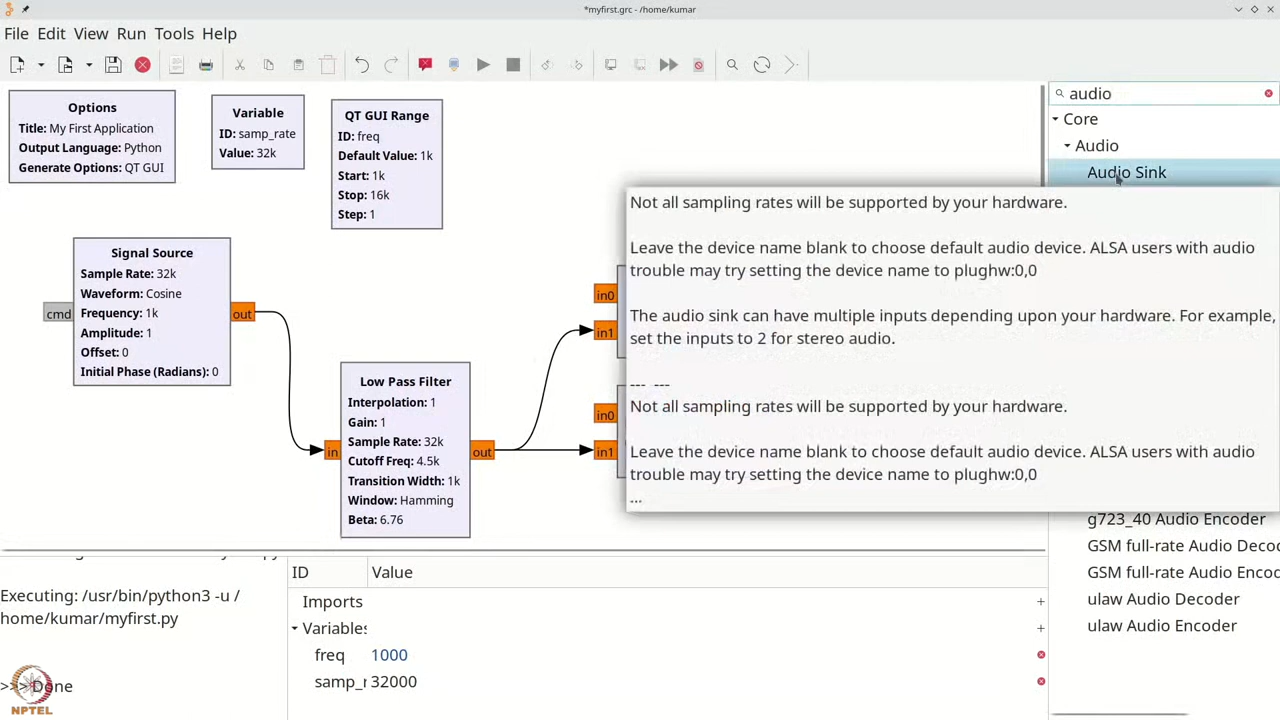 *myfirst.grc - /home/kumar
File Edit View Run Tools Help
audio
Core
Audio
Audio Sink
Options
Title: My First Application
Output Language: Python
Generate Options: QT GUI
Variable
ID: samp_rate
Value: 32k
QT GUI Range
ID: freq
Default Value: 1k
Start: 1k
Stop: 16k
Step: 1
Signal Source
Sample Rate: 32k
Waveform: Cosine
Frequency: 1k
Amplitude: 1
Offset: 0
Initial Phase (Radians): 0
cmd
out
Low Pass Filter
Interpolation: 1
Gain: 1
Sample Rate: 32k
Cutoff Freq: 4.5k
Transition Width: 1k
Window: Hamming
Beta: 6.76
in
out
in0
in1
in0
in1
Not all sampling rates will be supported by your hardware.
Leave the device name blank to choose default audio device. ALSA users with audio
trouble may try setting the device name to plughw:0,0
The audio sink can have multiple inputs depending upon your hardware. For example,
set the inputs to 2 for stereo audio.
--- ---
Not all sampling rates will be supported by your hardware.
Leave the device name blank to choose default audio device. ALSA users with audio
trouble may try setting the device name to plughw:0,0
...
g723_40 Audio Encoder
GSM full-rate Audio Deco
GSM full-rate Audio Enco
ulaw Audio Decoder
ulaw Audio Encoder
Executing: /usr/bin/python3 -u /
home/kumar/myfirst.py
>>> Done
NPTEL
ID Value
Imports
Variables
freq 1000
samp_r 32000